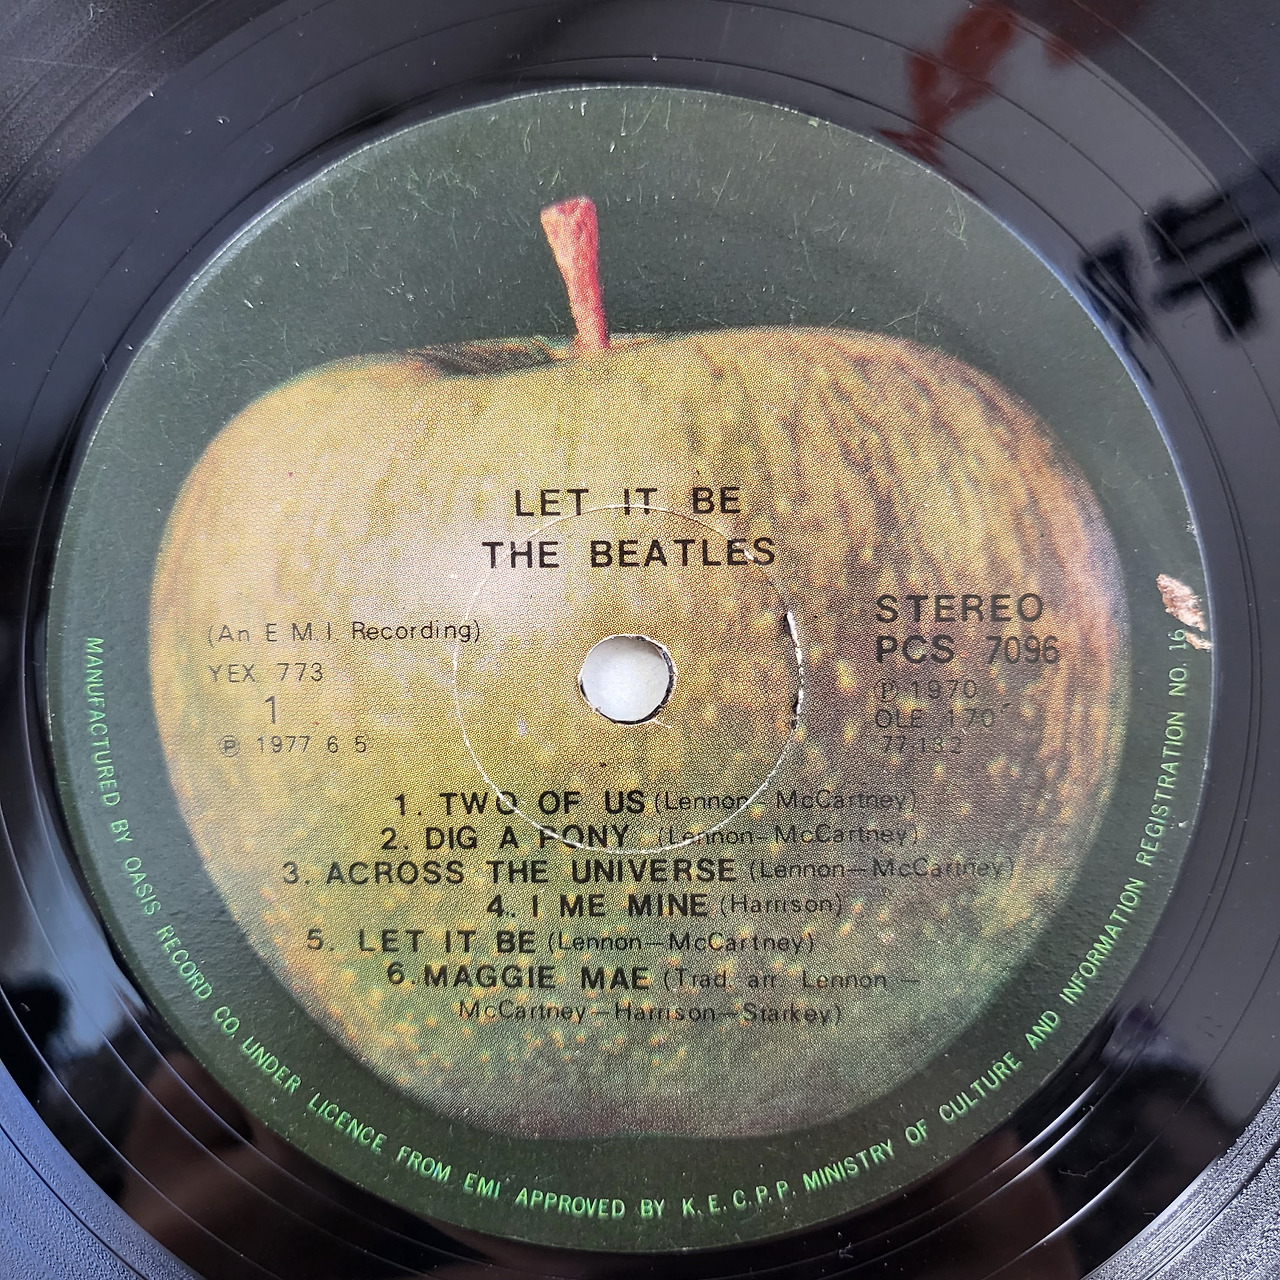 LET IT BE
THE BEATLES
(An E M.I. Recording)
YEX 773
1
℗ 1977 6 5
STEREO
PCS 7096
℗ 1970
OLE 170
77.13.2
1. TWO OF US (Lennon–McCartney)
2. DIG A PONY (Lennon–McCartney)
3. ACROSS THE UNIVERSE (Lennon–McCartney)
4. I ME MINE (Harrison)
5. LET IT BE (Lennon–McCartney)
6. MAGGIE MAE (Trad. arr. Lennon –
McCartney–Harrison–Starkey)
MANUFACTURED BY OASIS RECORD CO. UNDER LICENCE FROM EMI APPROVED BY K.E.C.P.P. MINISTRY OF CULTURE AND INFORMATION REGISTRATION NO. 16